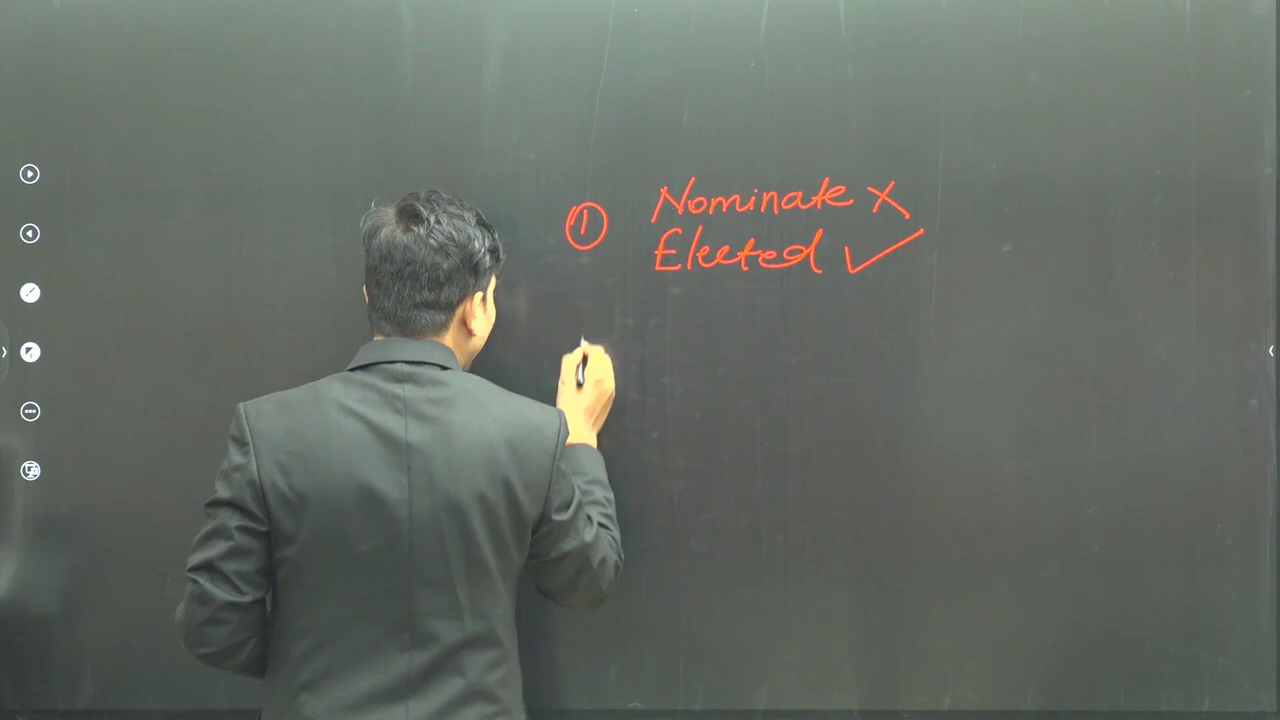 ① Nominate ✗
Elected ✓